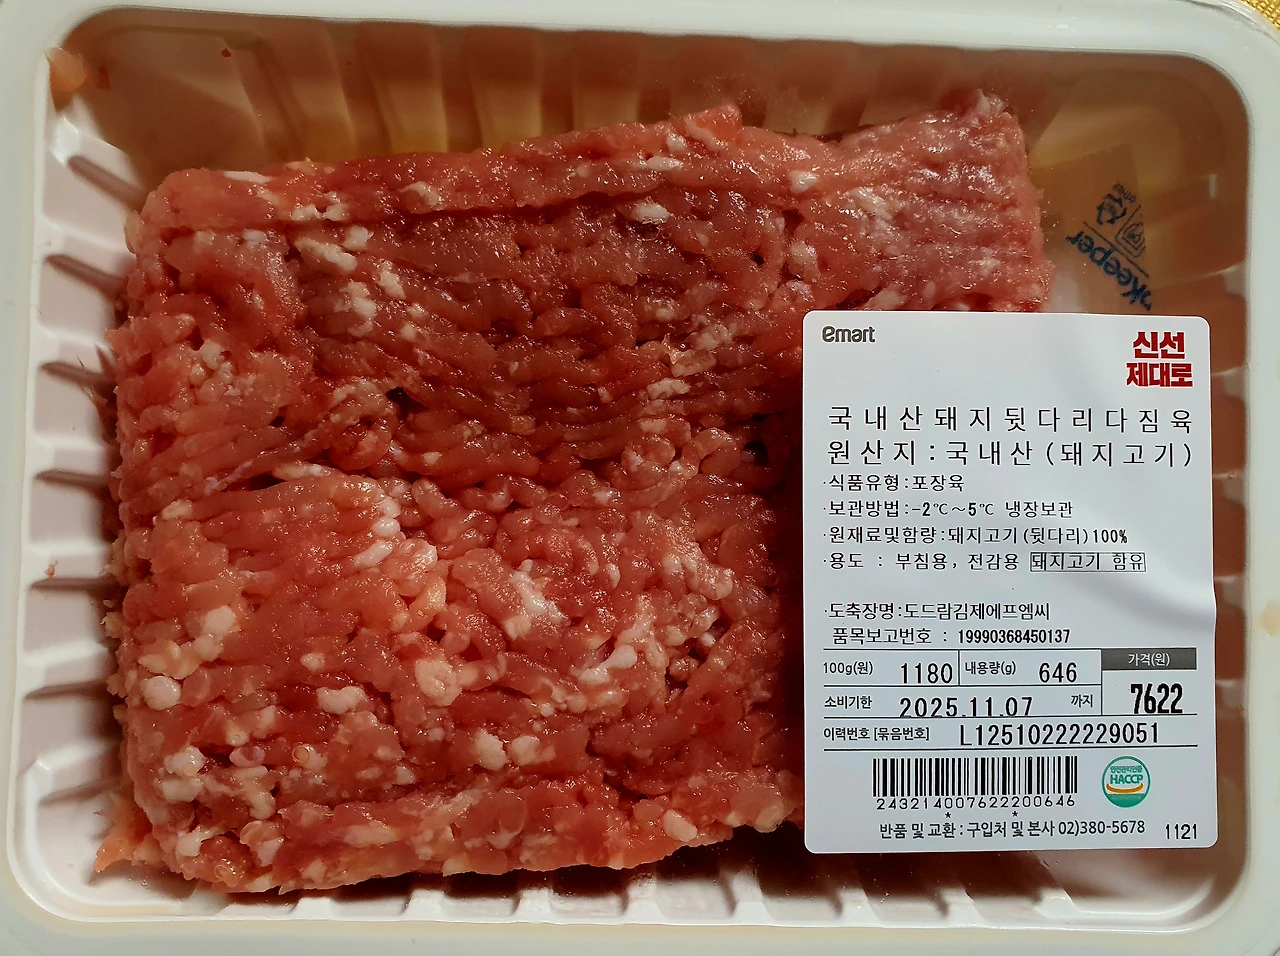 emart
신선
제대로
국내산돼지뒷다리다짐육
원산지:국내산(돼지고기)
·식품유형:포장육
·보관방법:-2℃~5℃ 냉장보관
·원재료및함량:돼지고기(뒷다리)100%
·용도 : 부침용, 전감용 돼지고기 함유
·도축장명:도드람김제에프엠씨
품목보고번호 : 19990368450137
100g(원) 1180 내용량(g) 646 가격(원)
7622
소비기한 2025.11.07 까지
이력번호 [묶음번호] L12510222229051
HACCP
243214007622200646
* *
반품 및 교환 : 구입처 및 본사 02)380-5678 1121